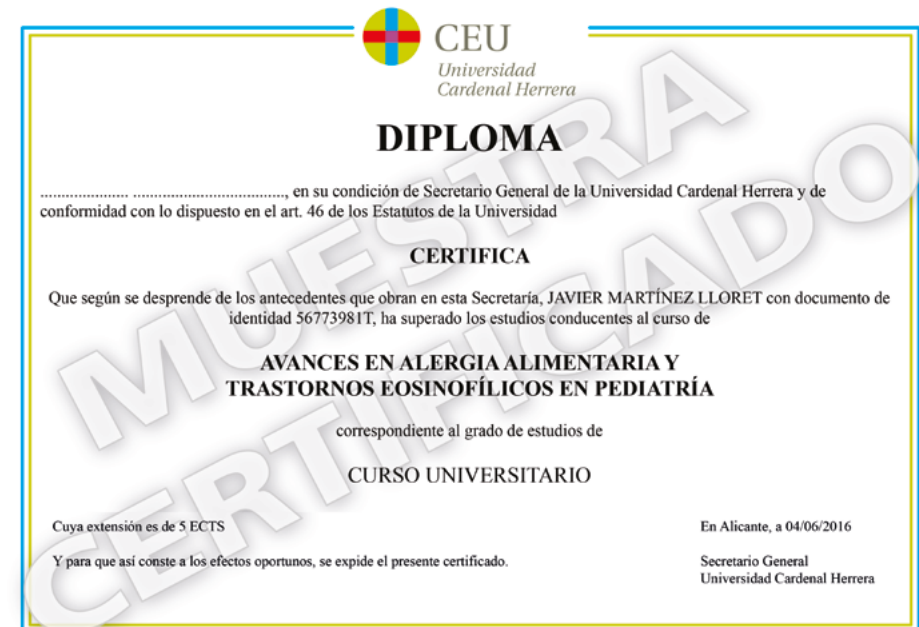 CEU
Universidad
Cardenal Herrera
DIPLOMA
...................... ......................................, en su condición de Secretario General de la Universidad Cardenal Herrera y de
conformidad con lo dispuesto en el art. 46 de los Estatutos de la Universidad
CERTIFICA
Que según se desprende de los antecedentes que obran en esta Secretaría, JAVIER MARTÍNEZ LLORET con documento de
identidad 56773981T, ha superado los estudios conducentes al curso de
AVANCES EN ALERGIA ALIMENTARIA Y
TRASTORNOS EOSINOFÍLICOS EN PEDIATRÍA
correspondiente al grado de estudios de
CURSO UNIVERSITARIO
Cuya extensión es de 5 ECTS
En Alicante, a 04/06/2016
Y para que así conste a los efectos oportunos, se expide el presente certificado.
Secretario General
Universidad Cardenal Herrera
MUESTRA
CERTIFICADO